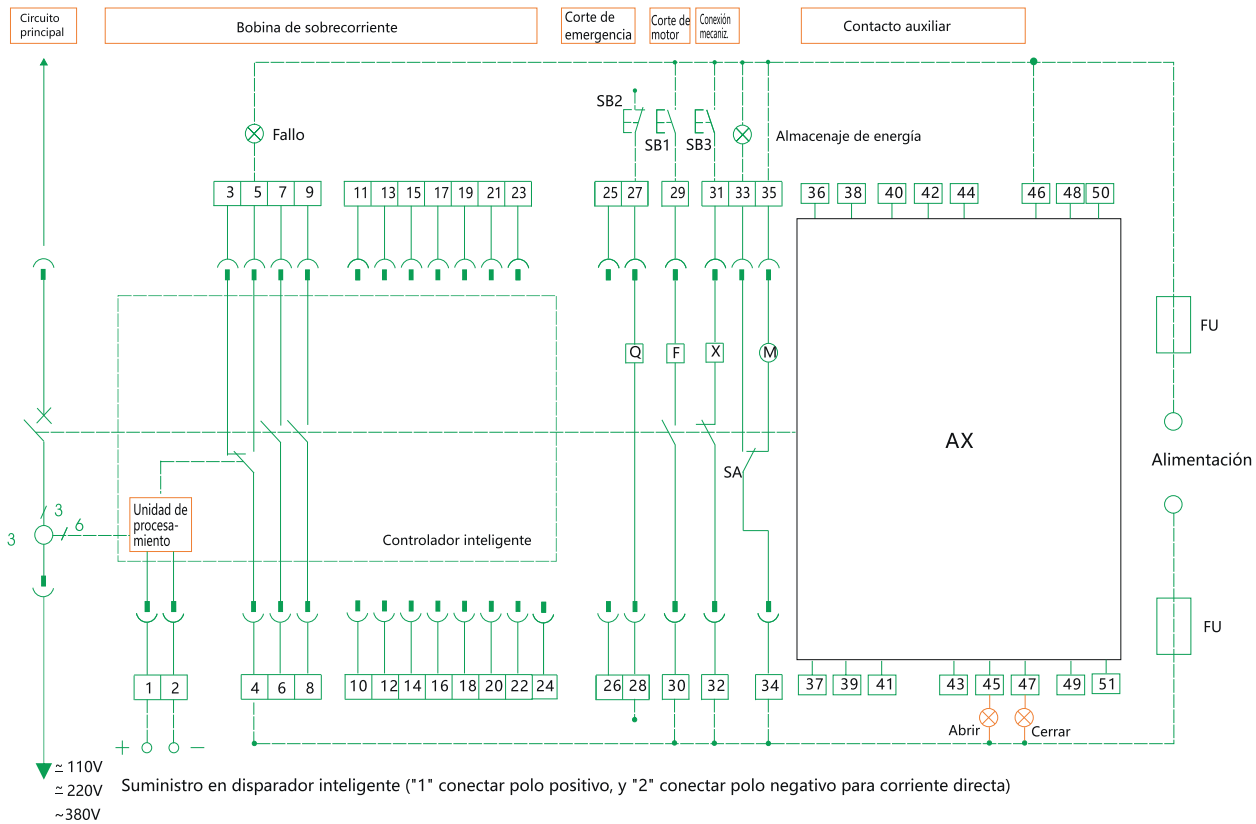 Circuito
principal
Bobina de sobrecorriente
Corte de
emergencia
Corte de
motor
Conexión
mecaniz.
Contacto auxiliar
SB2
SB1
SB3
Fallo
Almacenaje de energía
3 5 7 9
11 13 15 17 19 21 23
25 27
29
31 33 35
36 38 40 42 44 46 48 50
FU
Q F X M
AX
Alimentación
SA
3
6
3
Unidad de
procesa-
miento
Controlador inteligente
FU
1 2
4 6 8
10 12 14 16 18 20 22 24
26 28
30
32
34
37 39 41 43 45 47 49 51
Abrir
Cerrar
+ −
≃ 110V
≃ 220V
~380V
Suministro en disparador inteligente ("1" conectar polo positivo, y "2" conectar polo negativo para corriente directa)